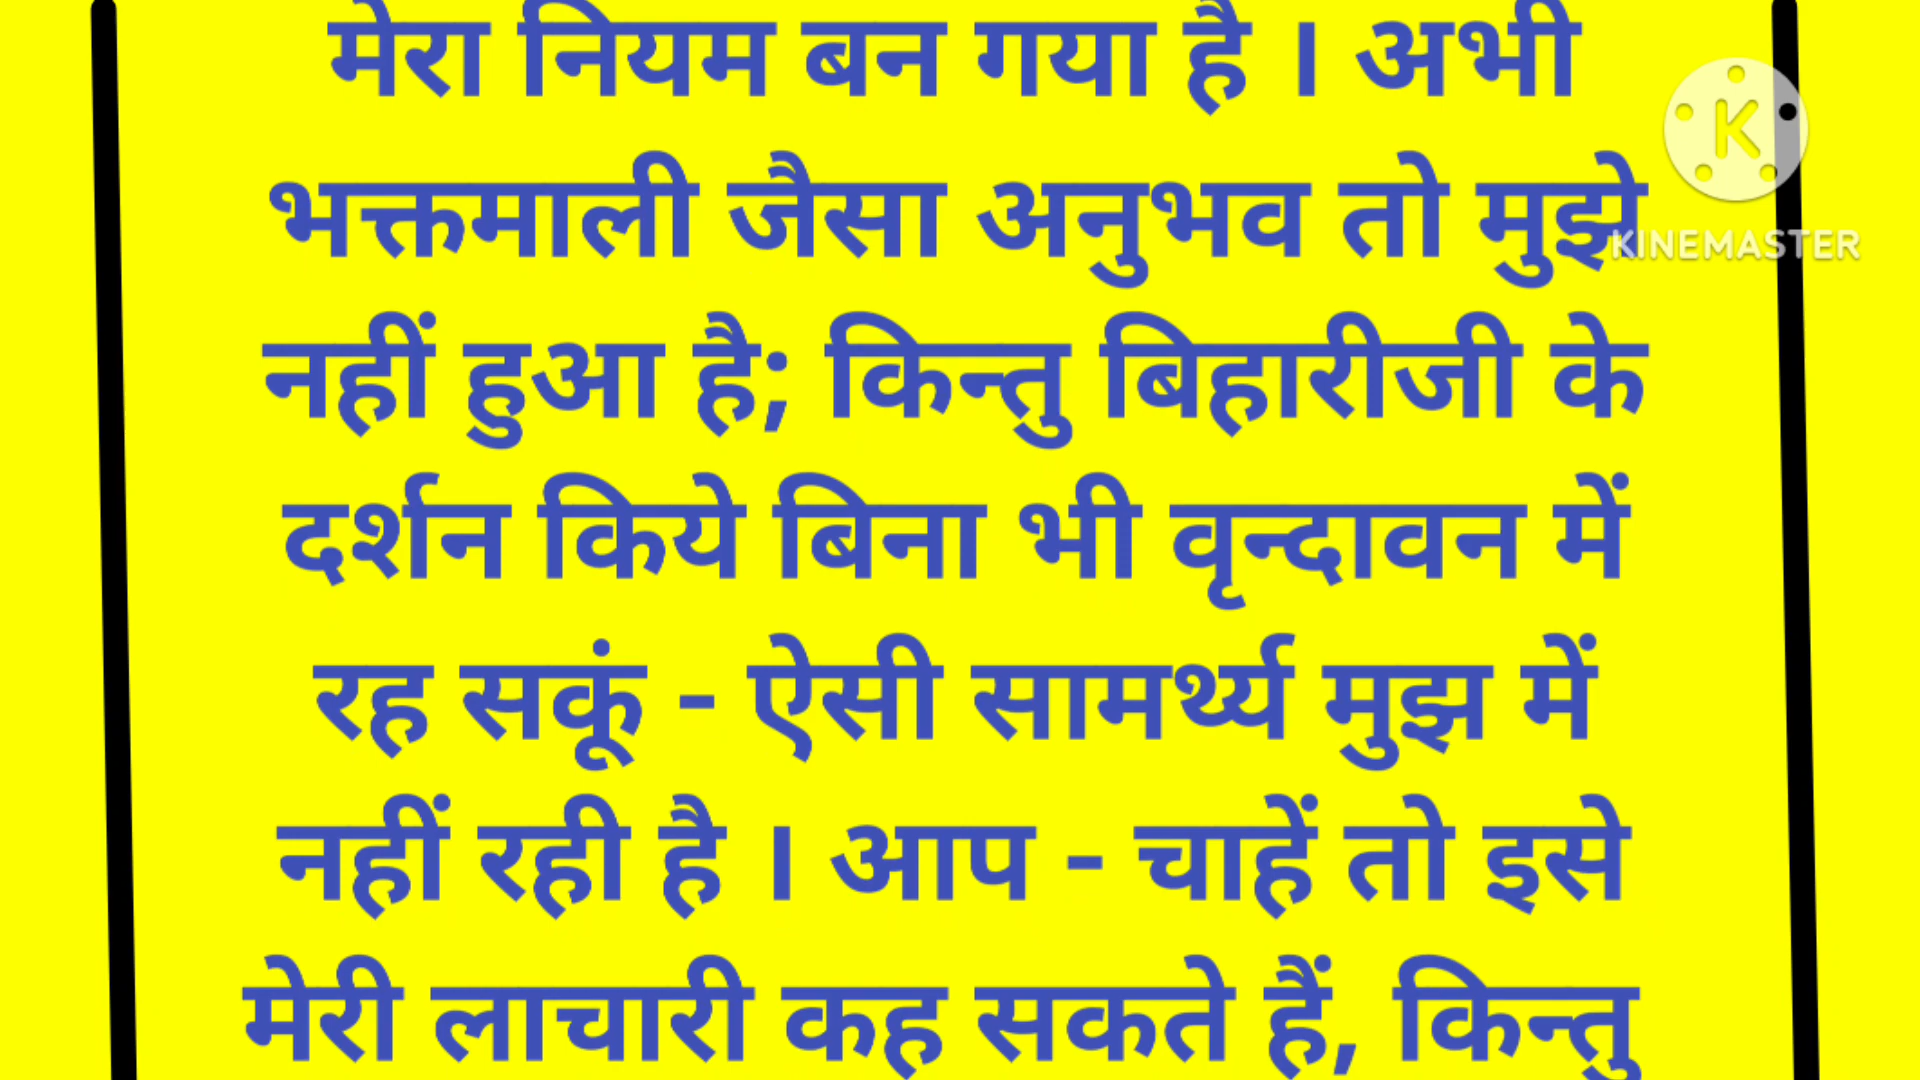 मेरा नियम बन गया है । अभी
भक्तमाली जैसा अनुभव तो मुझे
नहीं हुआ है; किन्तु बिहारीजी के
दर्शन किये बिना भी वृन्दावन में
रह सकूं - ऐसी सामर्थ्य मुझ में
नहीं रही है । आप - चाहें तो इसे
मेरी लाचारी कह सकते हैं, किन्तु
K
KINEMASTER